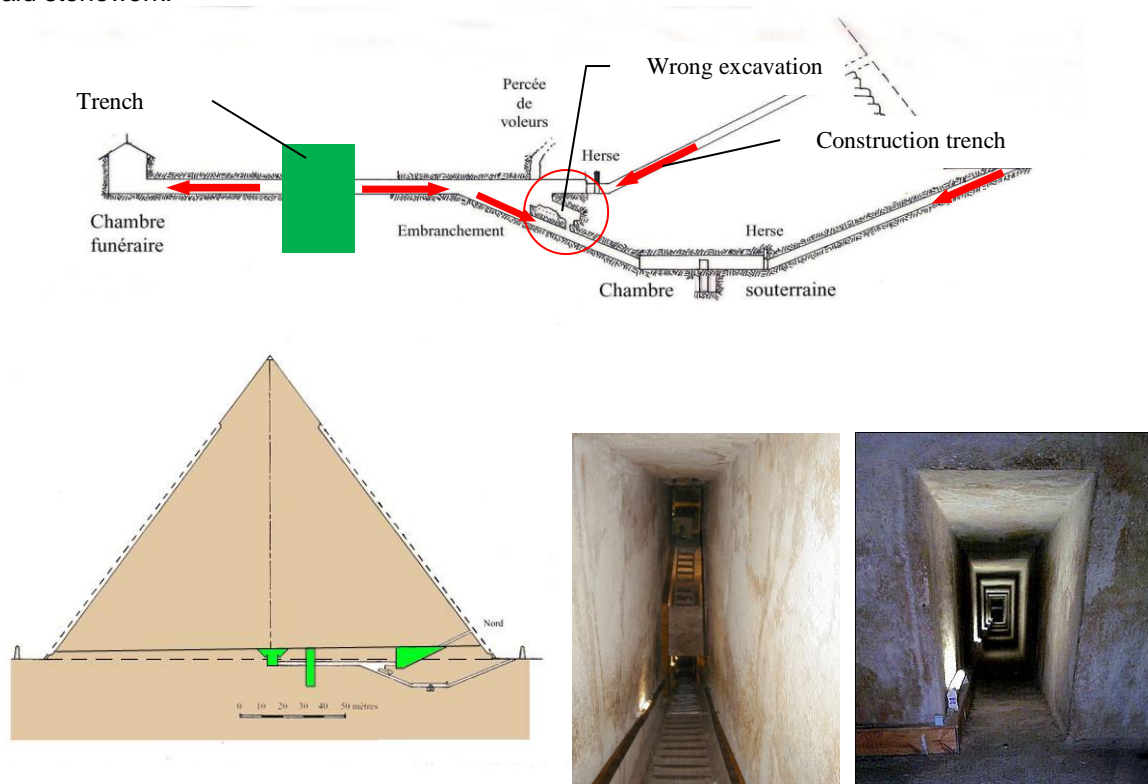 Wrong excavation
Trench
Percée
de
voleurs
Construction trench
Herse
Chambre
funéraire
Embranchement
Herse
Chambre
souterraine
Nord
0 10 20 30 40 50 mètres